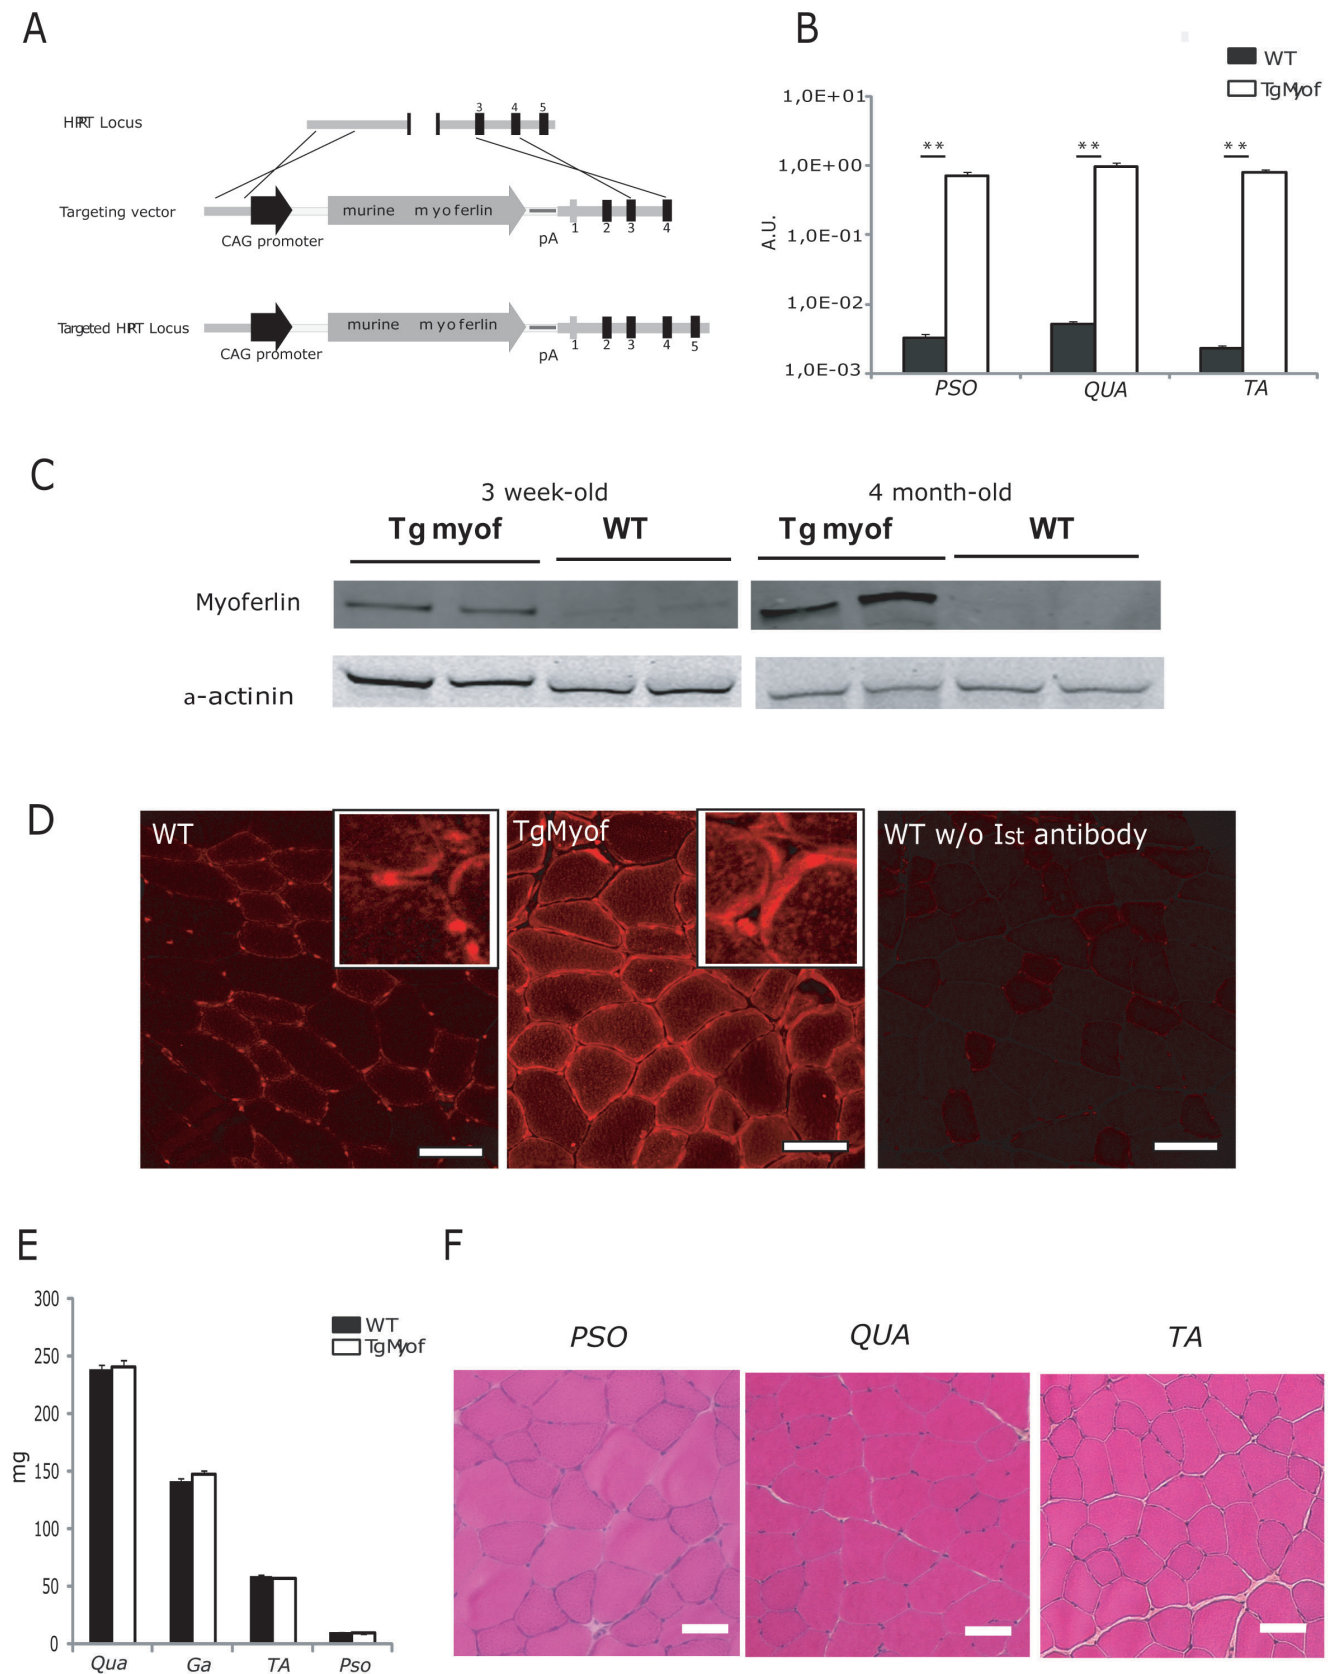 A
HPRT Locus
3 4 5
Targeting vector
murine myoferlin
CAG promoter
pA
1 2 3 4
Targeted HPRT Locus
murine myoferlin
CAG promoter
pA
1 2 3 4 5
B
WT
TgMyof
A.U.
1,0E+01
1,0E+00
1,0E-01
1,0E-02
1,0E-03
** ** **
PSO QUA TA
C
3 week-old 4 month-old
Tg myof WT Tg myof WT
Myoferlin
a-actinin
D
WT
TgMyof
WT w/o Ist antibody
E
WT
TgMyof
mg
300
250
200
150
100
50
0
Qua Ga TA Pso
F
PSO QUA TA